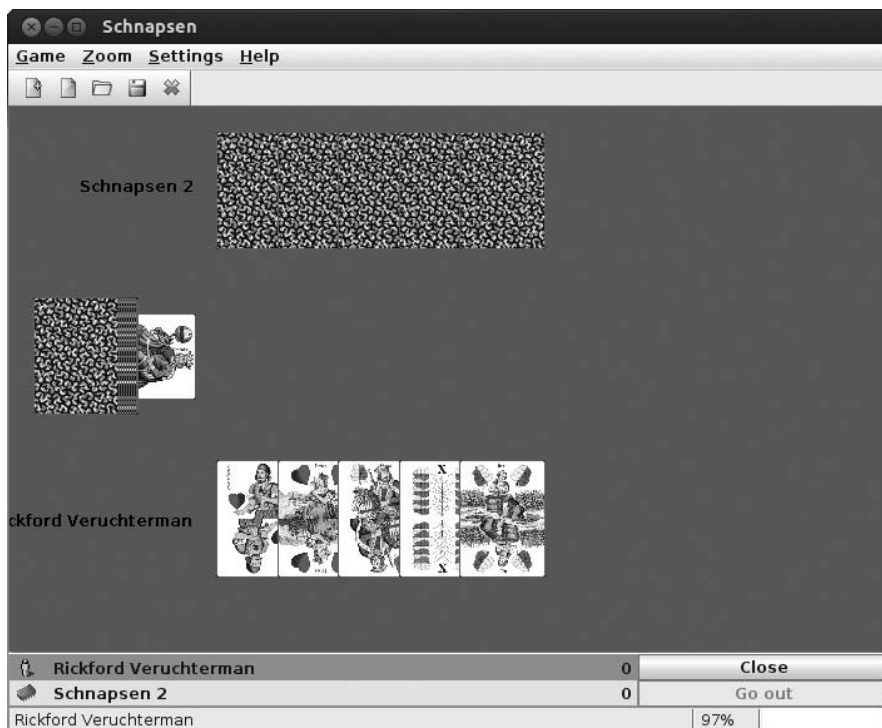 Schnapsen
Game Zoom Settings Help
Schnapsen 2
X
ckford Veruchterman
X
Rickford Veruchterman 0 Close
Schnapsen 2 0 Go out
Rickford Veruchterman 97%